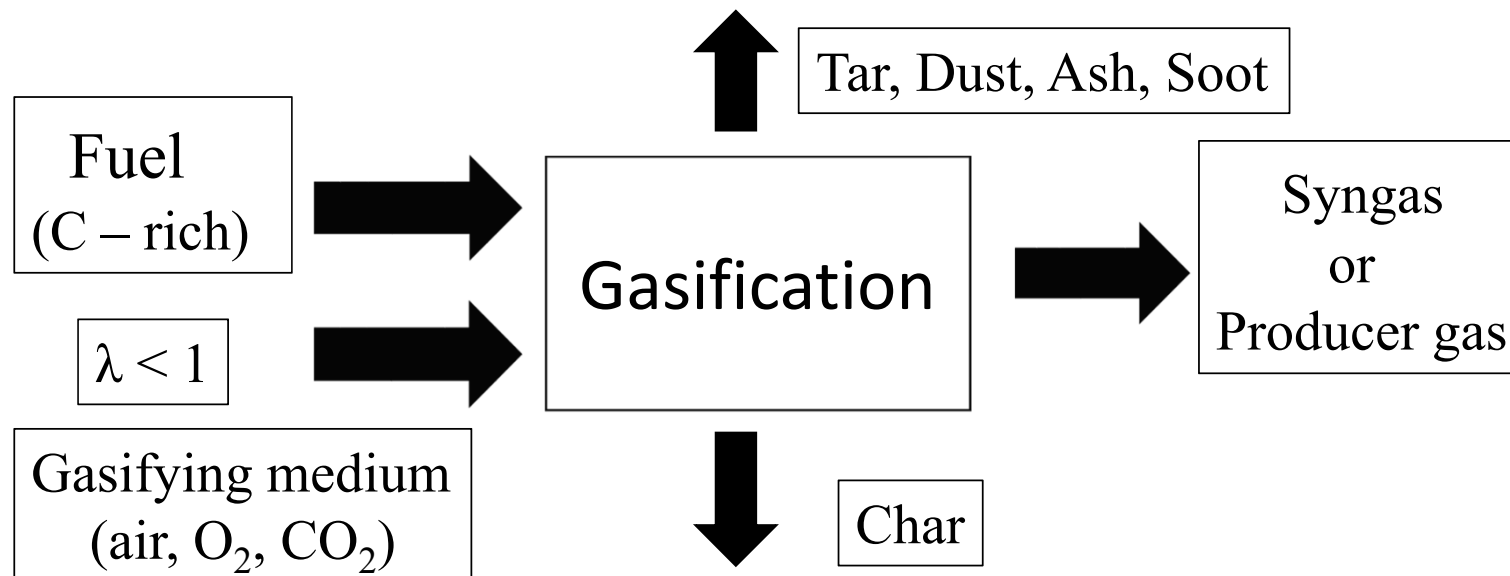 Tar, Dust, Ash, Soot
Fuel
(C – rich)
λ < 1
Gasifying medium
(air, O₂, CO₂)
Gasification
Syngas
or
Producer gas
Char